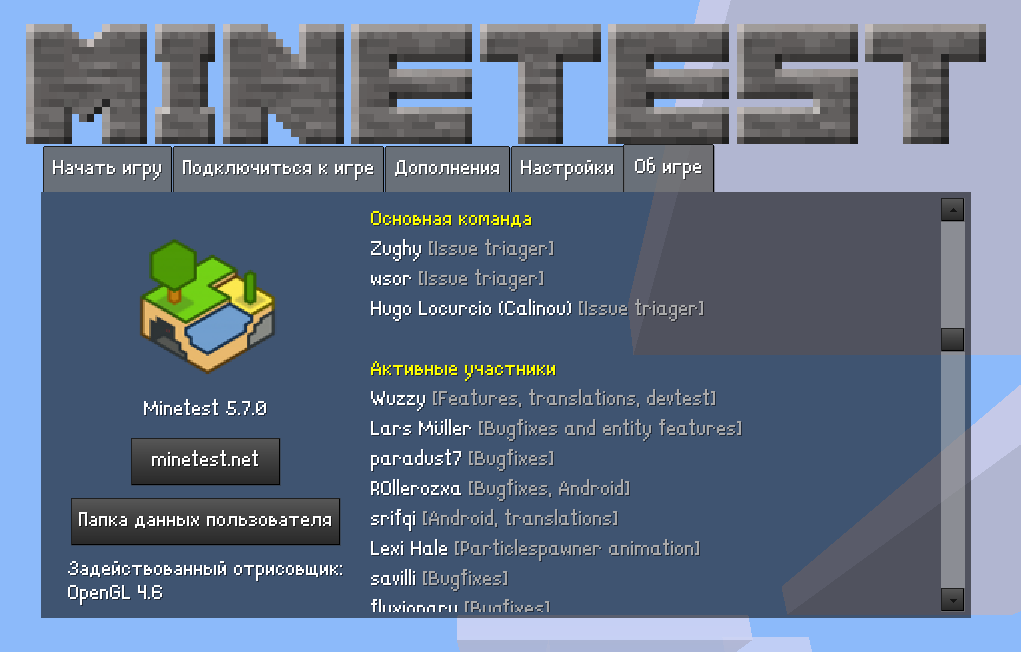 MINETEST
Начать игру Подключиться к игре Дополнения Настройки Об игре
Основная команда
Zughy [Issue triager]
wsor [Issue triager]
Hugo Locurcio (Calinou) [Issue triager]
Активные участники
Wuzzy [Features, translations, devtest]
Lars Müller [Bugfixes and entity features]
paradust7 [Bugfixes]
ROllerozxa [Bugfixes, Android]
srifqi [Android, translations]
Lexi Hale [Particlespawner animation]
savilli [Bugfixes]
fluxionary [Bugfixes]
Minetest 5.7.0
minetest.net
Папка данных пользователя
Задействованный отрисовщик:
OpenGL 4.6